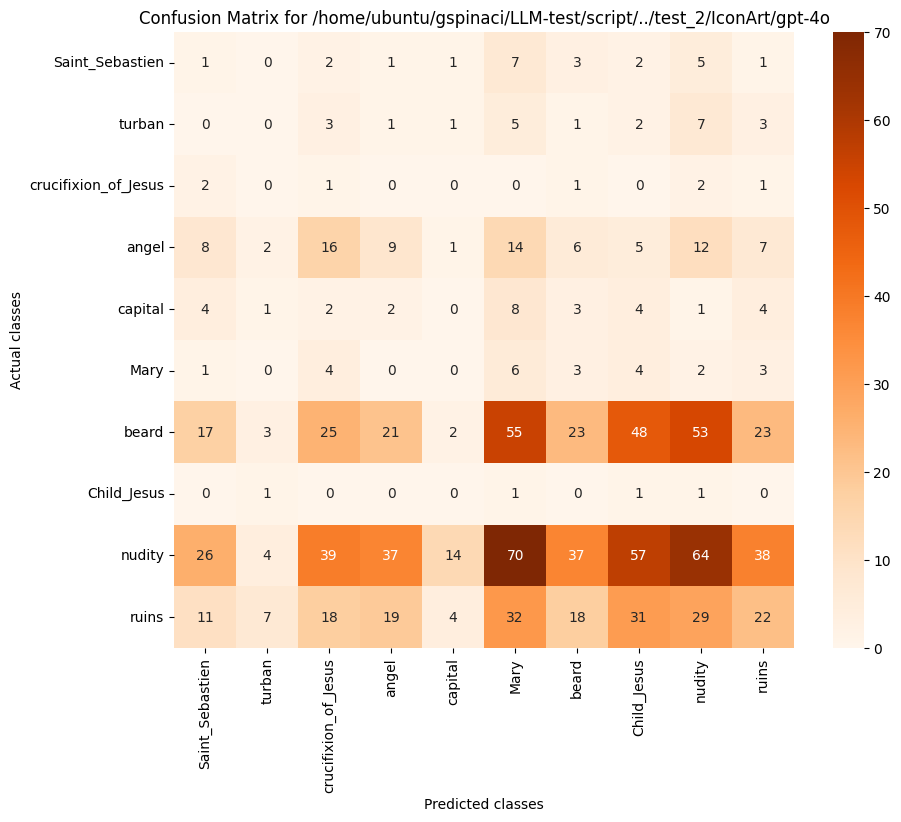 Confusion Matrix for /home/ubuntu/gspinaci/LLM-test/script/../test_2/IconArt/gpt-4o
Actual classes
Saint_Sebastien 1 0 2 1 1 7 3 2 5 1
turban 0 0 3 1 1 5 1 2 7 3
crucifixion_of_Jesus 2 0 1 0 0 0 1 0 2 1
angel 8 2 16 9 1 14 6 5 12 7
capital 4 1 2 2 0 8 3 4 1 4
Mary 1 0 4 0 0 6 3 4 2 3
beard 17 3 25 21 2 55 23 48 53 23
Child_Jesus 0 1 0 0 0 1 0 1 1 0
nudity 26 4 39 37 14 70 37 57 64 38
ruins 11 7 18 19 4 32 18 31 29 22
Saint_Sebastien turban crucifixion_of_Jesus angel capital Mary beard Child_Jesus nudity ruins
Predicted classes
70
60
50
40
30
20
10
0